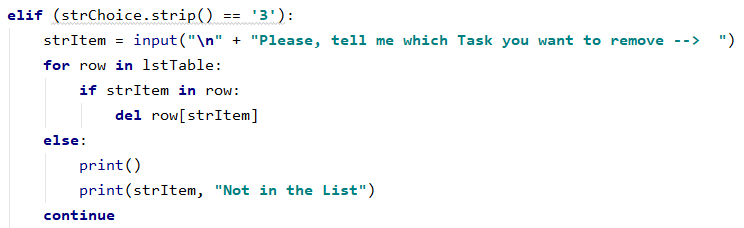 elif (strChoice.strip() == '3'):
    strItem = input("\n" + "Please, tell me which Task you want to remove -->  ")
    for row in lstTable:
        if strItem in row:
            del row[strItem]
    else:
        print()
        print(strItem, "Not in the List")
    continue